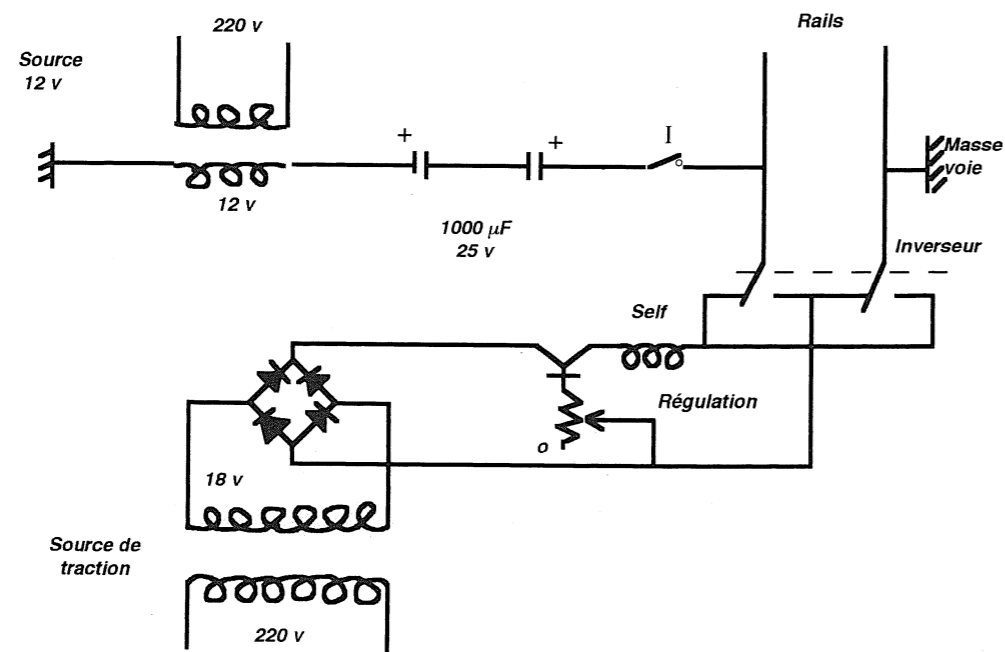 220 v
Rails
Source
12 v
+
+
I
Masse
voie
12 v
1000 µF
25 v
Inverseur
Self
Régulation
o
18 v
Source de
traction
220 v